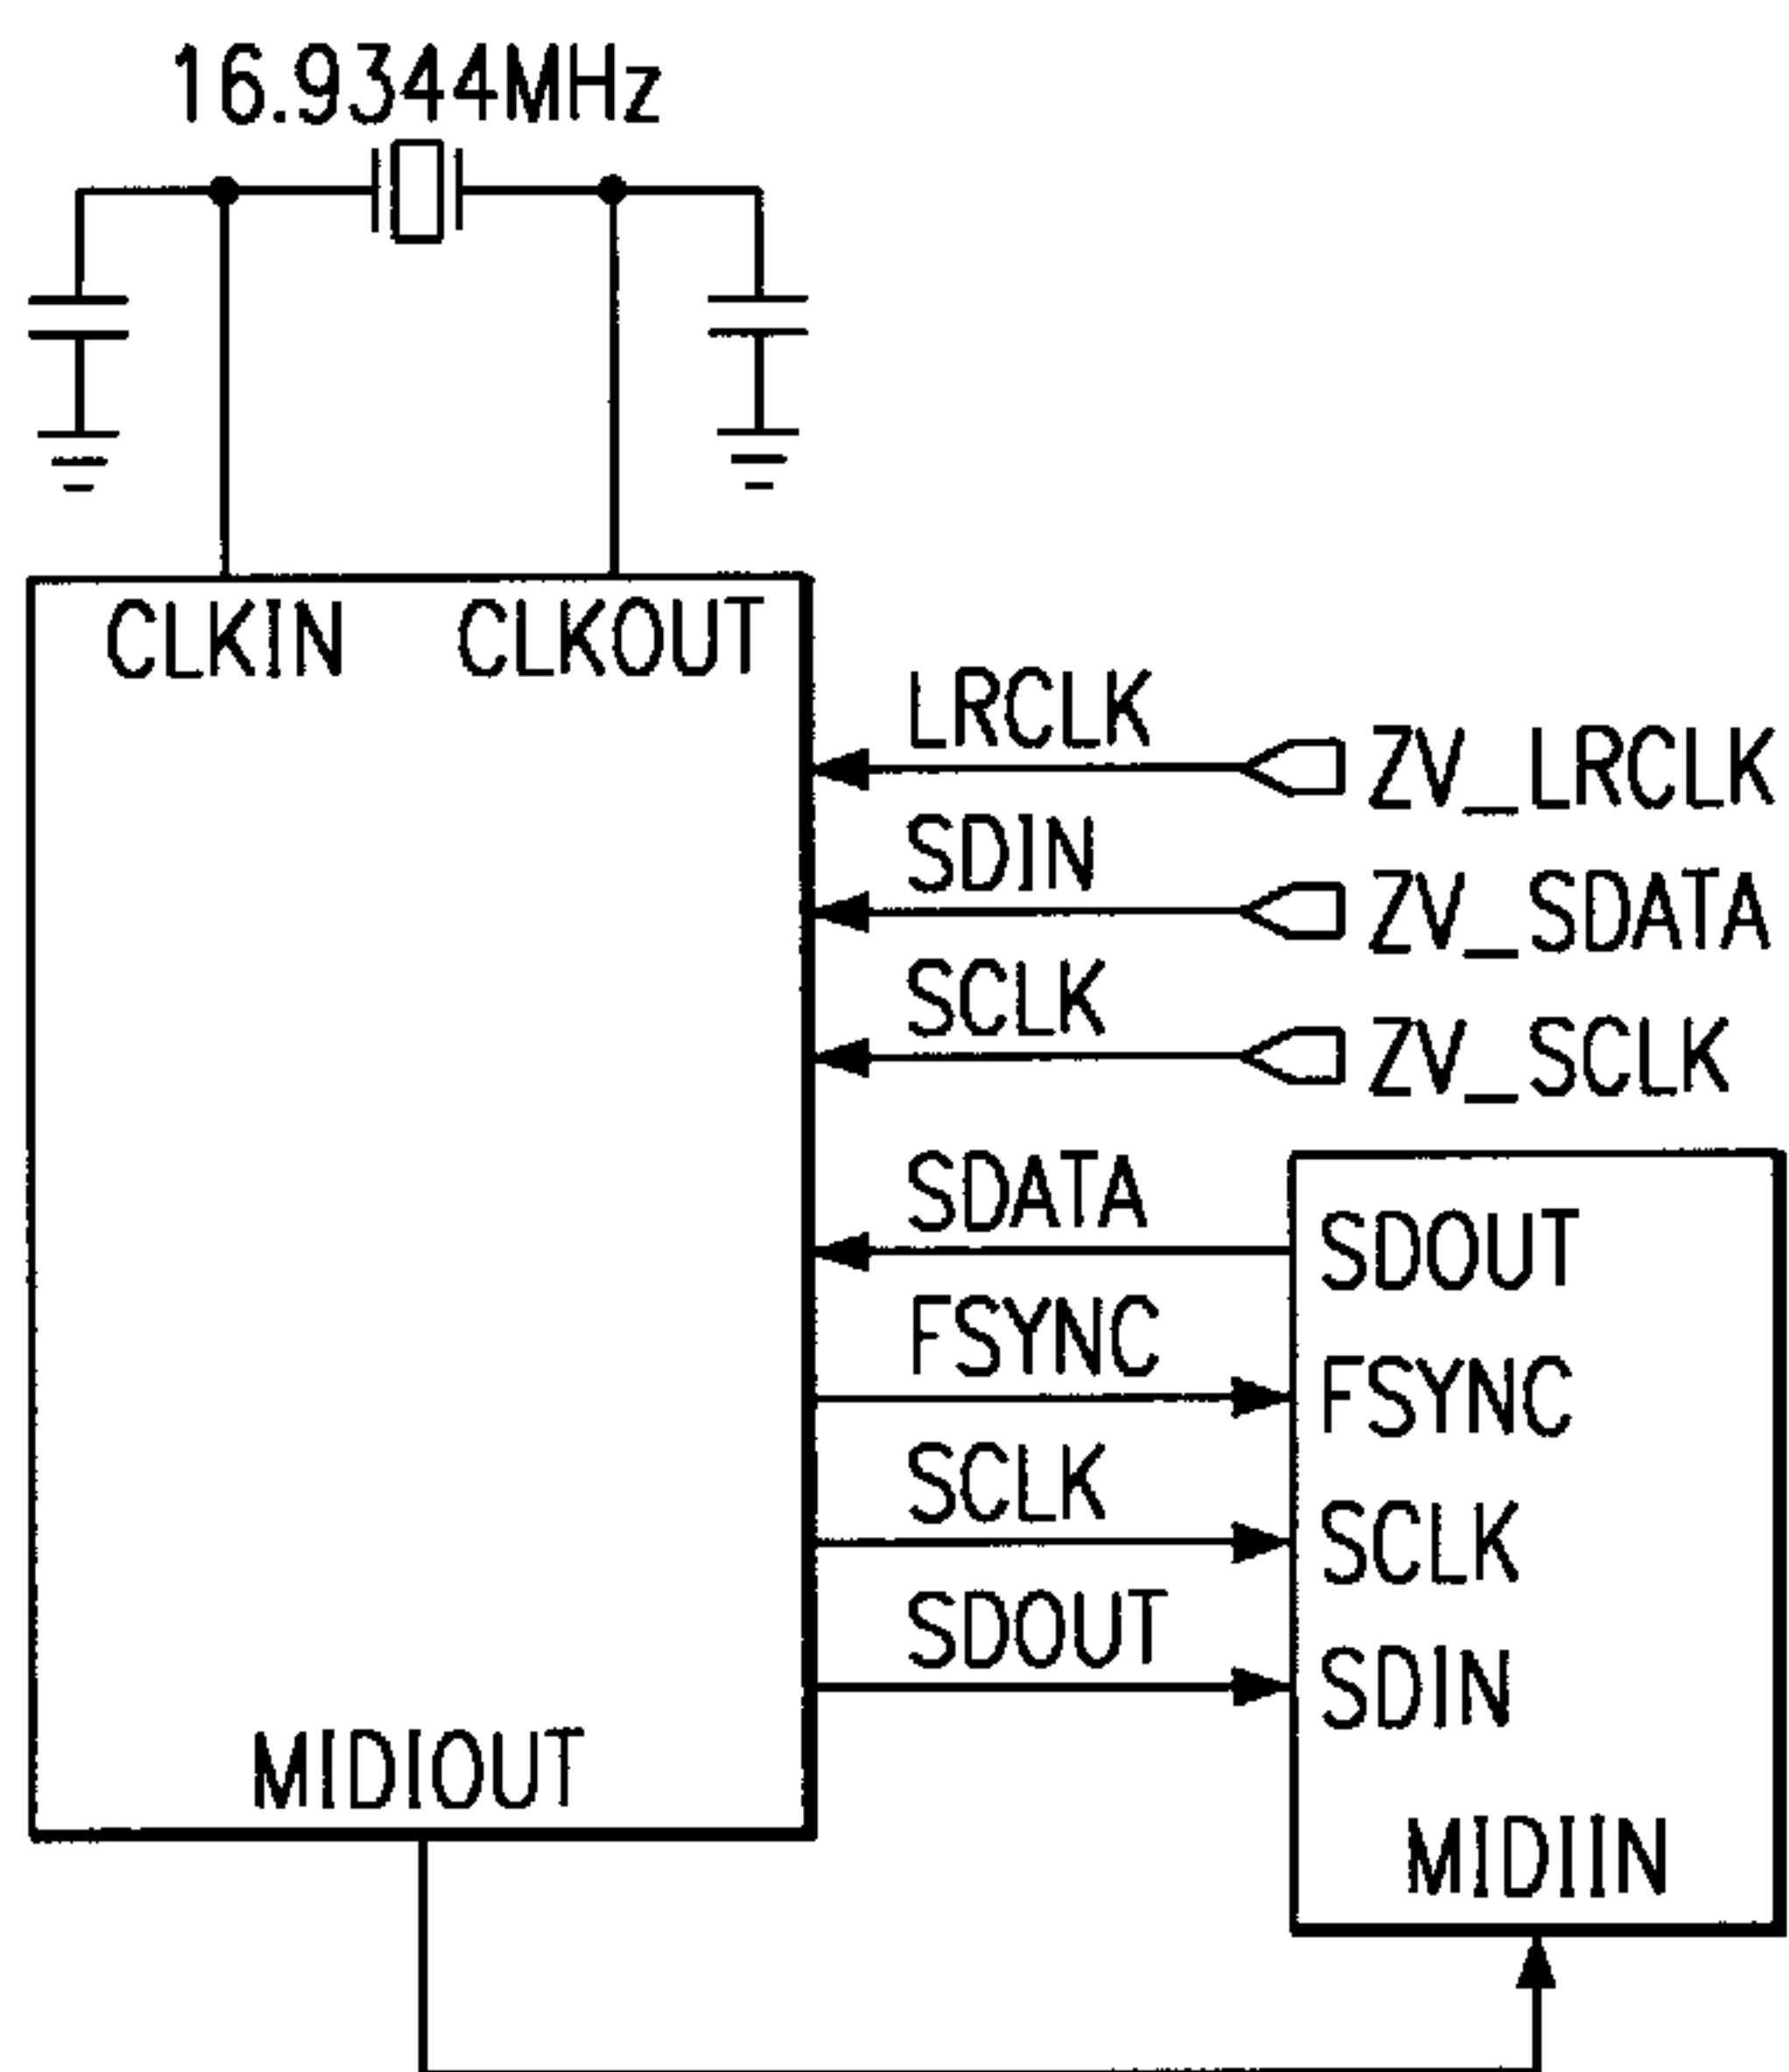 16.9344MHz
CLKIN CLKOUT
LRCLK
ZV_LRCLK
SDIN
ZV_SDATA
SCLK
ZV_SCLK
SDATA
SDOUT
FSYNC
FSYNC
SCLK
SCLK
SDOUT
SDIN
MIDIOUT
MIDIIN